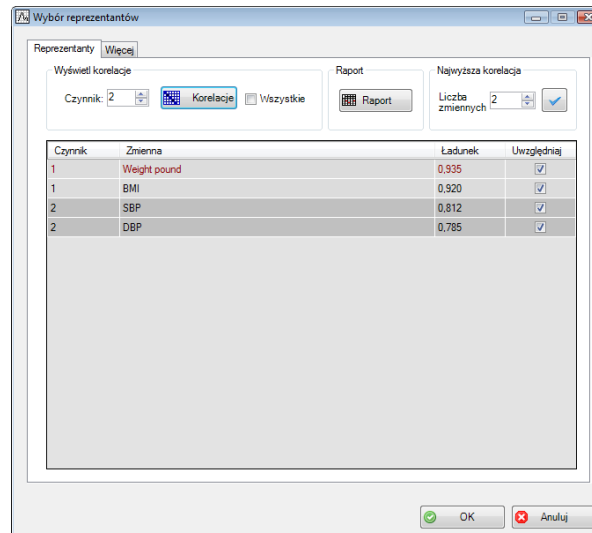 Wybór reprezentantów
Reprezentanty Więcej
Wyświetl korelacje Raport Najwyższa korelacja
Czynnik: 2 Korelacje Wszystkie Raport Liczba zmiennych 2
Czynnik Zmienna Ładunek Uwzględniaj
1 Weight pound 0,935
1 BMI 0,920
2 SBP 0,812
2 DBP 0,785
OK Anuluj